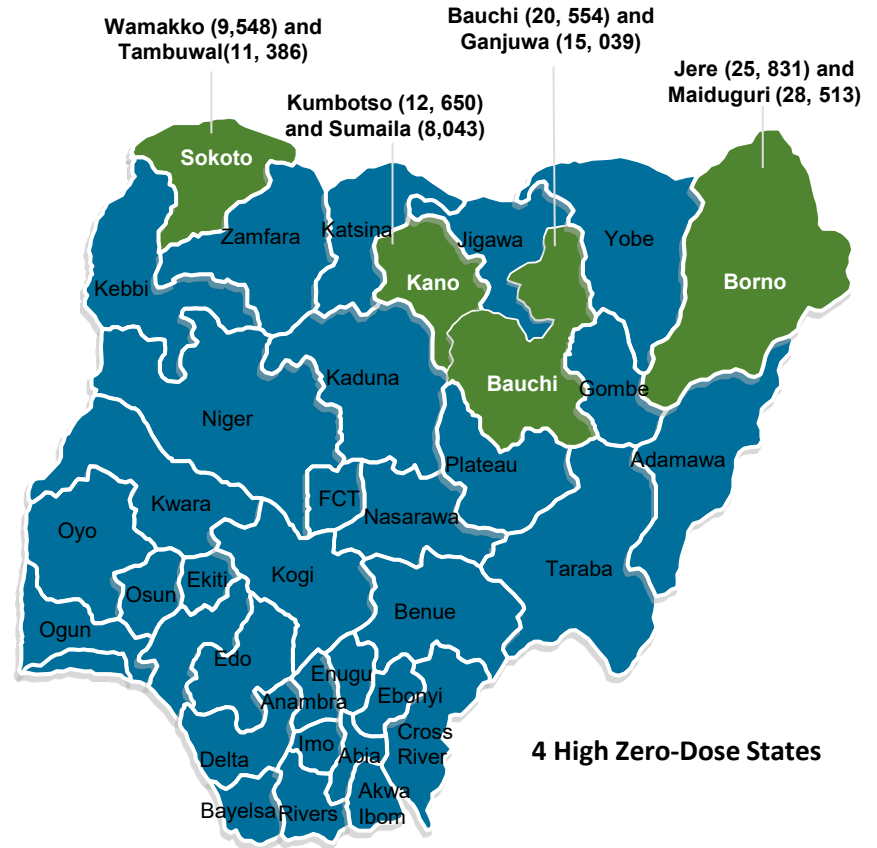 Bauchi (20, 554) and
Ganjuwa (15, 039)
Wamakko (9,548) and
Tambuwal(11, 386)
Jere (25, 831) and
Maiduguri (28, 513)
Kumbotso (12, 650)
and Sumaila (8,043)
Sokoto
Zamfara
Katsina
Jigawa
Yobe
Kebbi
Kano
Borno
Kaduna
Bauchi
Gombe
Niger
Plateau
Adamawa
Kwara
FCT
Nasarawa
Oyo
Taraba
Osun
Ekiti
Kogi
Benue
Ogun
Edo
Enugu
Anambra
Ebonyi
Cross
River
Imo
Abia
Delta
4 High Zero-Dose States
Akwa
Ibom
Bayelsa
Rivers